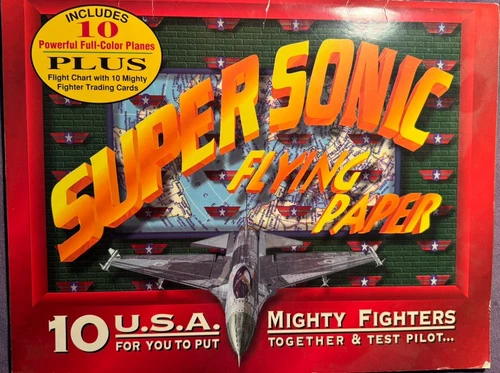 INCLUDES
10
Powerful Full-Color Planes
PLUS
Flight Chart with 10 Mighty
Fighter Trading Cards
SUPER SONIC
FLYING
PAPER
10 U.S.A. MIGHTY FIGHTERS
FOR YOU TO PUT TOGETHER & TEST PILOT...